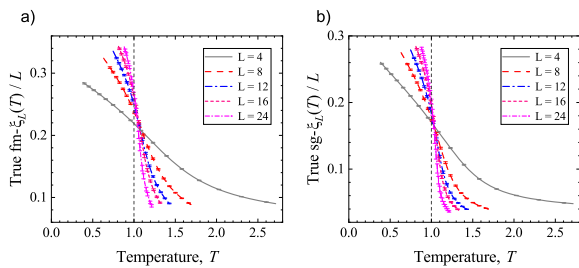 a)
True fm-ξL(T) / L
0.3
0.2
0.1
0.0 0.5 1.0 1.5 2.0 2.5
Temperature, T
L = 4
L = 8
L = 12
L = 16
L = 24
b)
True sg-ξL(T) / L
0.3
0.2
0.1
0.0 0.5 1.0 1.5 2.0 2.5
Temperature, T
L = 4
L = 8
L = 12
L = 16
L = 24